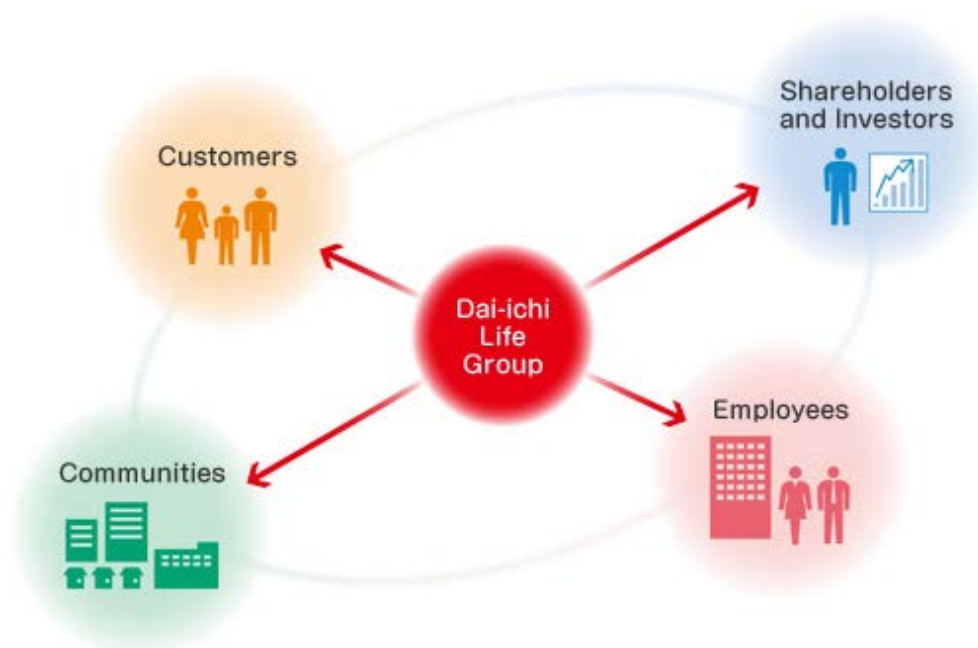 Shareholders
and Investors
Customers
Dai-ichi
Life
Group
Employees
Communities